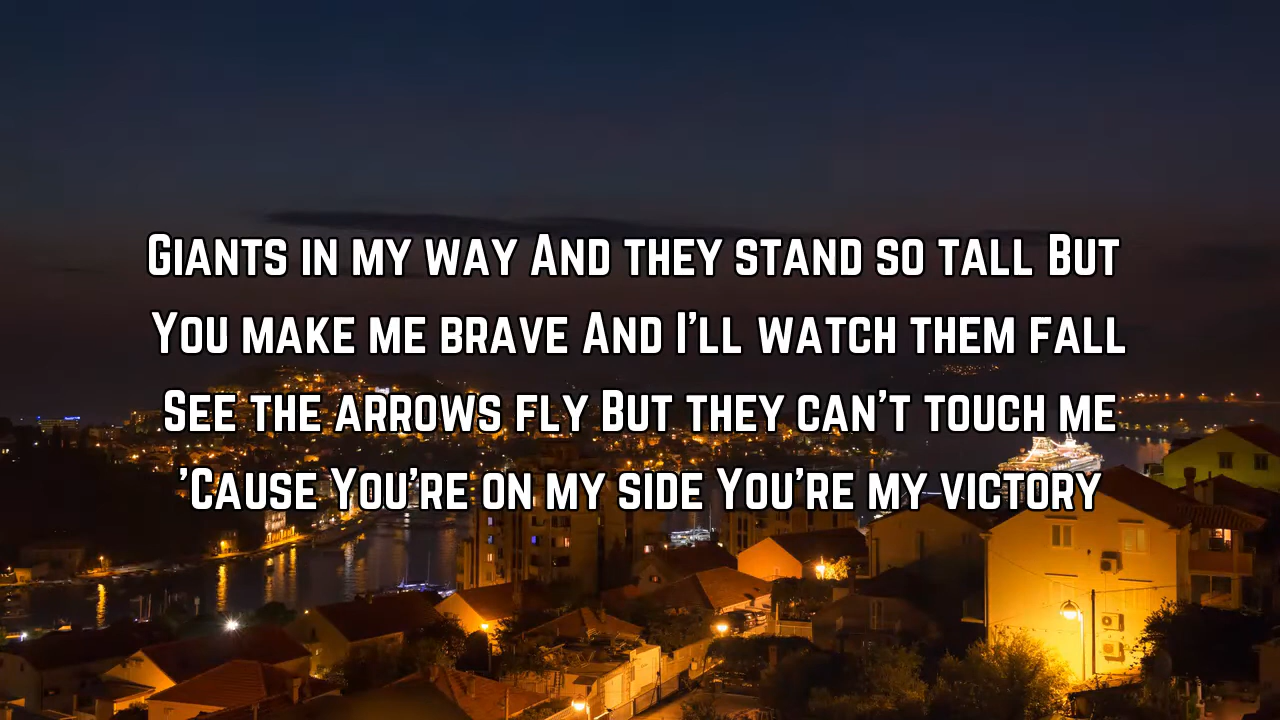 Giants in my way And they stand so tall But
You make me brave And I'll watch them fall
See the arrows fly But they can't touch me
'Cause You're on my side You're my victory